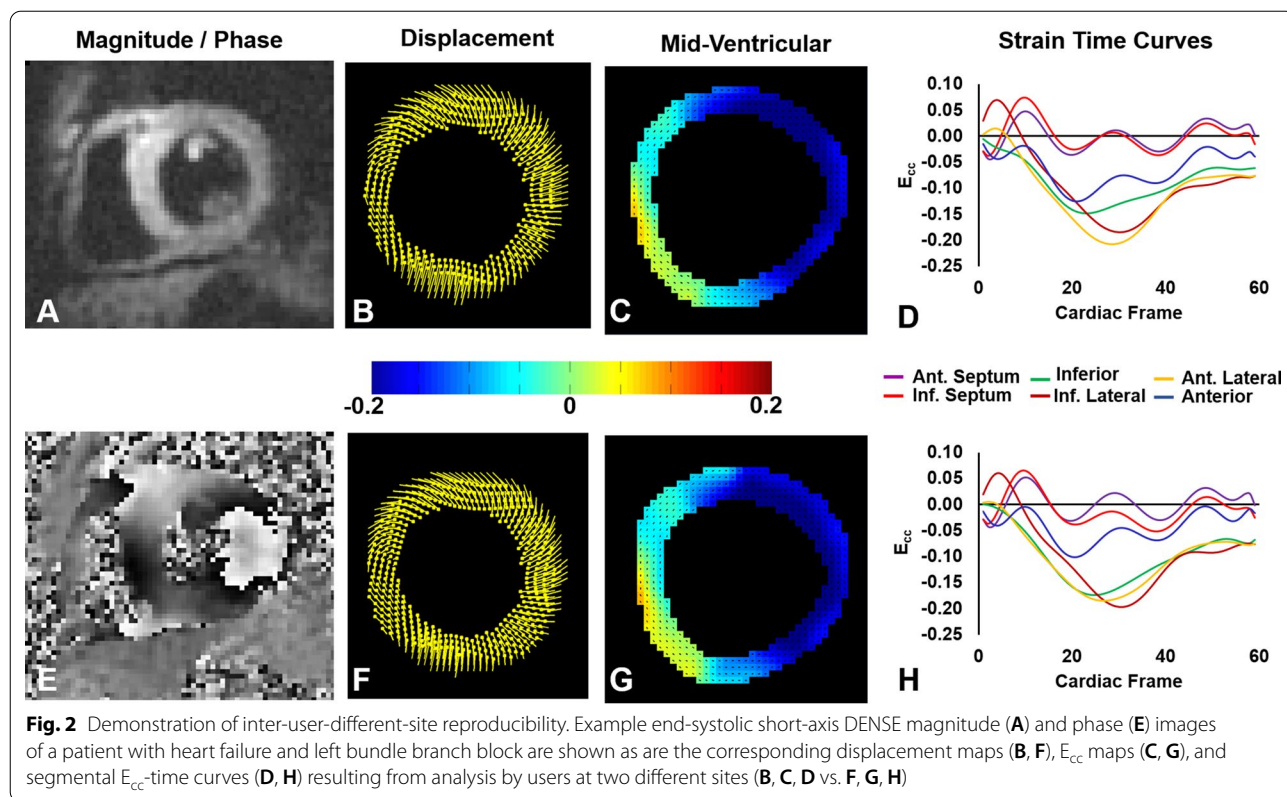 Magnitude / Phase
Displacement
Mid-Ventricular
Strain Time Curves
A
B
C
0.10
0.05
0.00
-0.05
-0.10
-0.15
-0.20
-0.25
E_cc
0 20 40 60
D Cardiac Frame
-0.2 0 0.2
Ant. Septum Inferior Ant. Lateral
Inf. Septum Inf. Lateral Anterior
E
F
G
0.10
0.05
0.00
-0.05
-0.10
-0.15
-0.20
-0.25
E_cc
0 20 40 60
H Cardiac Frame
Fig. 2 Demonstration of inter-user-different-site reproducibility. Example end-systolic short-axis DENSE magnitude (A) and phase (E) images
of a patient with heart failure and left bundle branch block are shown as are the corresponding displacement maps (B, F), E_cc maps (C, G), and
segmental E_cc-time curves (D, H) resulting from analysis by users at two different sites (B, C, D vs. F, G, H)